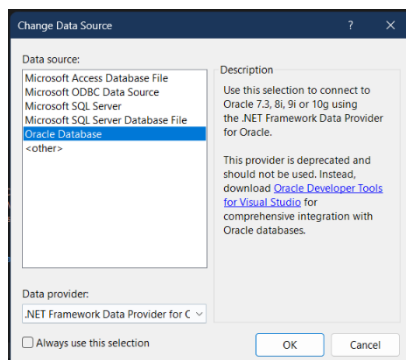 Change Data Source
?
Data source:
Microsoft Access Database File
Microsoft ODBC Data Source
Microsoft SQL Server
Microsoft SQL Server Database File
Oracle Database
<other>
Description
Use this selection to connect to
Oracle 7.3, 8i, 9i or 10g using
the .NET Framework Data Provider
for Oracle.
This provider is deprecated and
should not be used. Instead,
download Oracle Developer Tools
for Visual Studio for
comprehensive integration with
Oracle databases.
Data provider:
.NET Framework Data Provider for C
Always use this selection
OK
Cancel